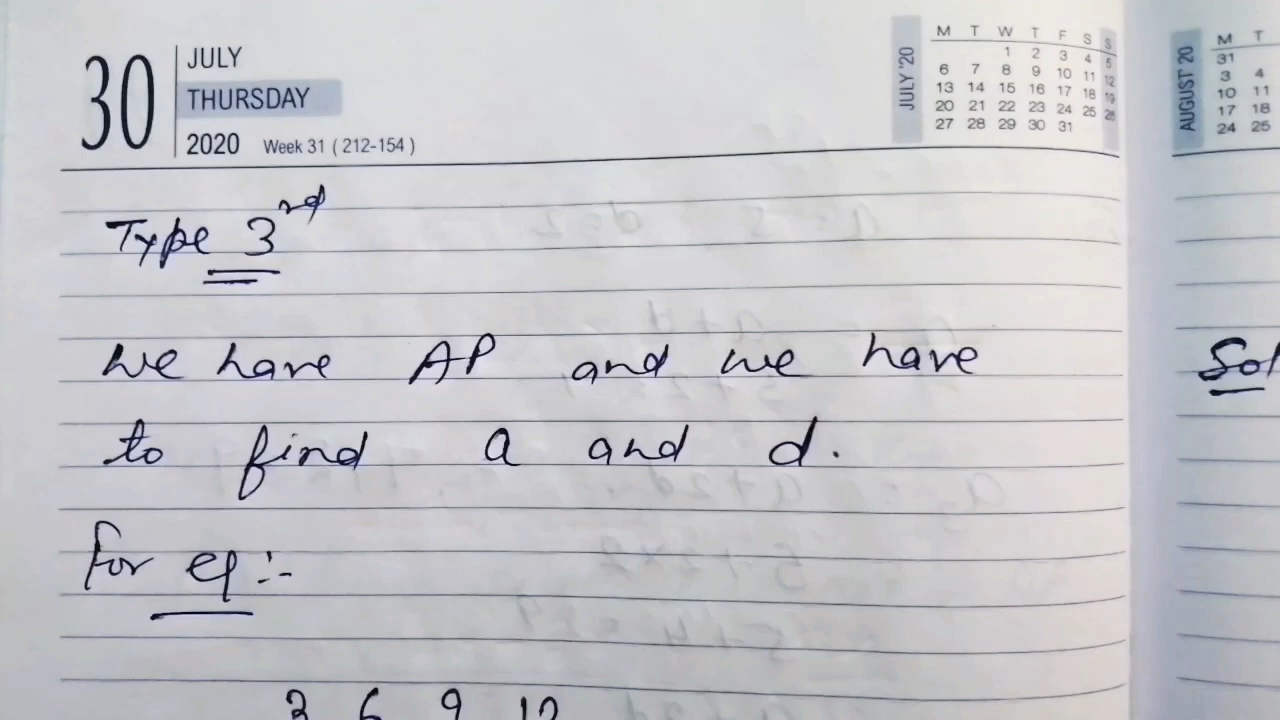 30
JULY
THURSDAY
2020 Week 31 ( 212-154 )
JULY '20
M T W T F S S
1 2 3 4 5
6 7 8 9 10 11 12
13 14 15 16 17 18 19
20 21 22 23 24 25 26
27 28 29 30 31
Type 3rd
we have AP and we have
to find a and d.
For eg :-
3 6 9 12
AUGUST '20
M T
31
3 4
10 11
17 18
24 25
Sol